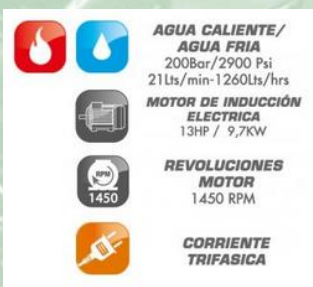 AGUA CALIENTE/
AGUA FRIA
200Bar/2900 Psi
21Lts/min-1260Lts/hrs
MOTOR DE INDUCCIÓN
ELECTRICA
13HP / 9,7KW
RPM
1450
REVOLUCIONES
MOTOR
1450 RPM
CORRIENTE
TRIFASICA